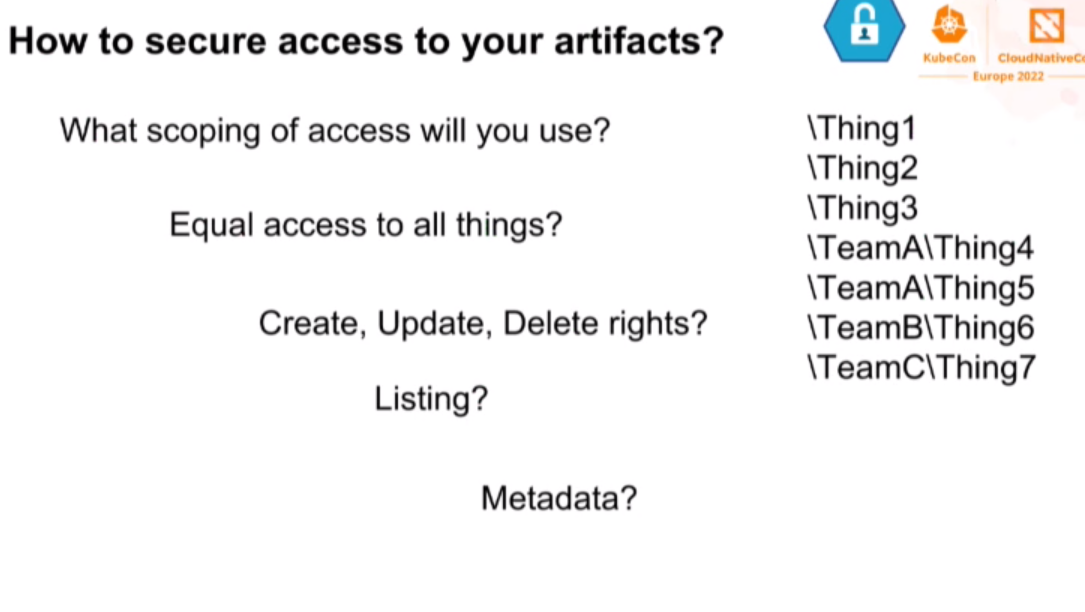 How to secure access to your artifacts?
KubeCon
CloudNativeC
Europe 2022
What scoping of access will you use?
Equal access to all things?
Create, Update, Delete rights?
Listing?
Metadata?
\Thing1
\Thing2
\Thing3
\TeamA\Thing4
\TeamA\Thing5
\TeamB\Thing6
\TeamC\Thing7